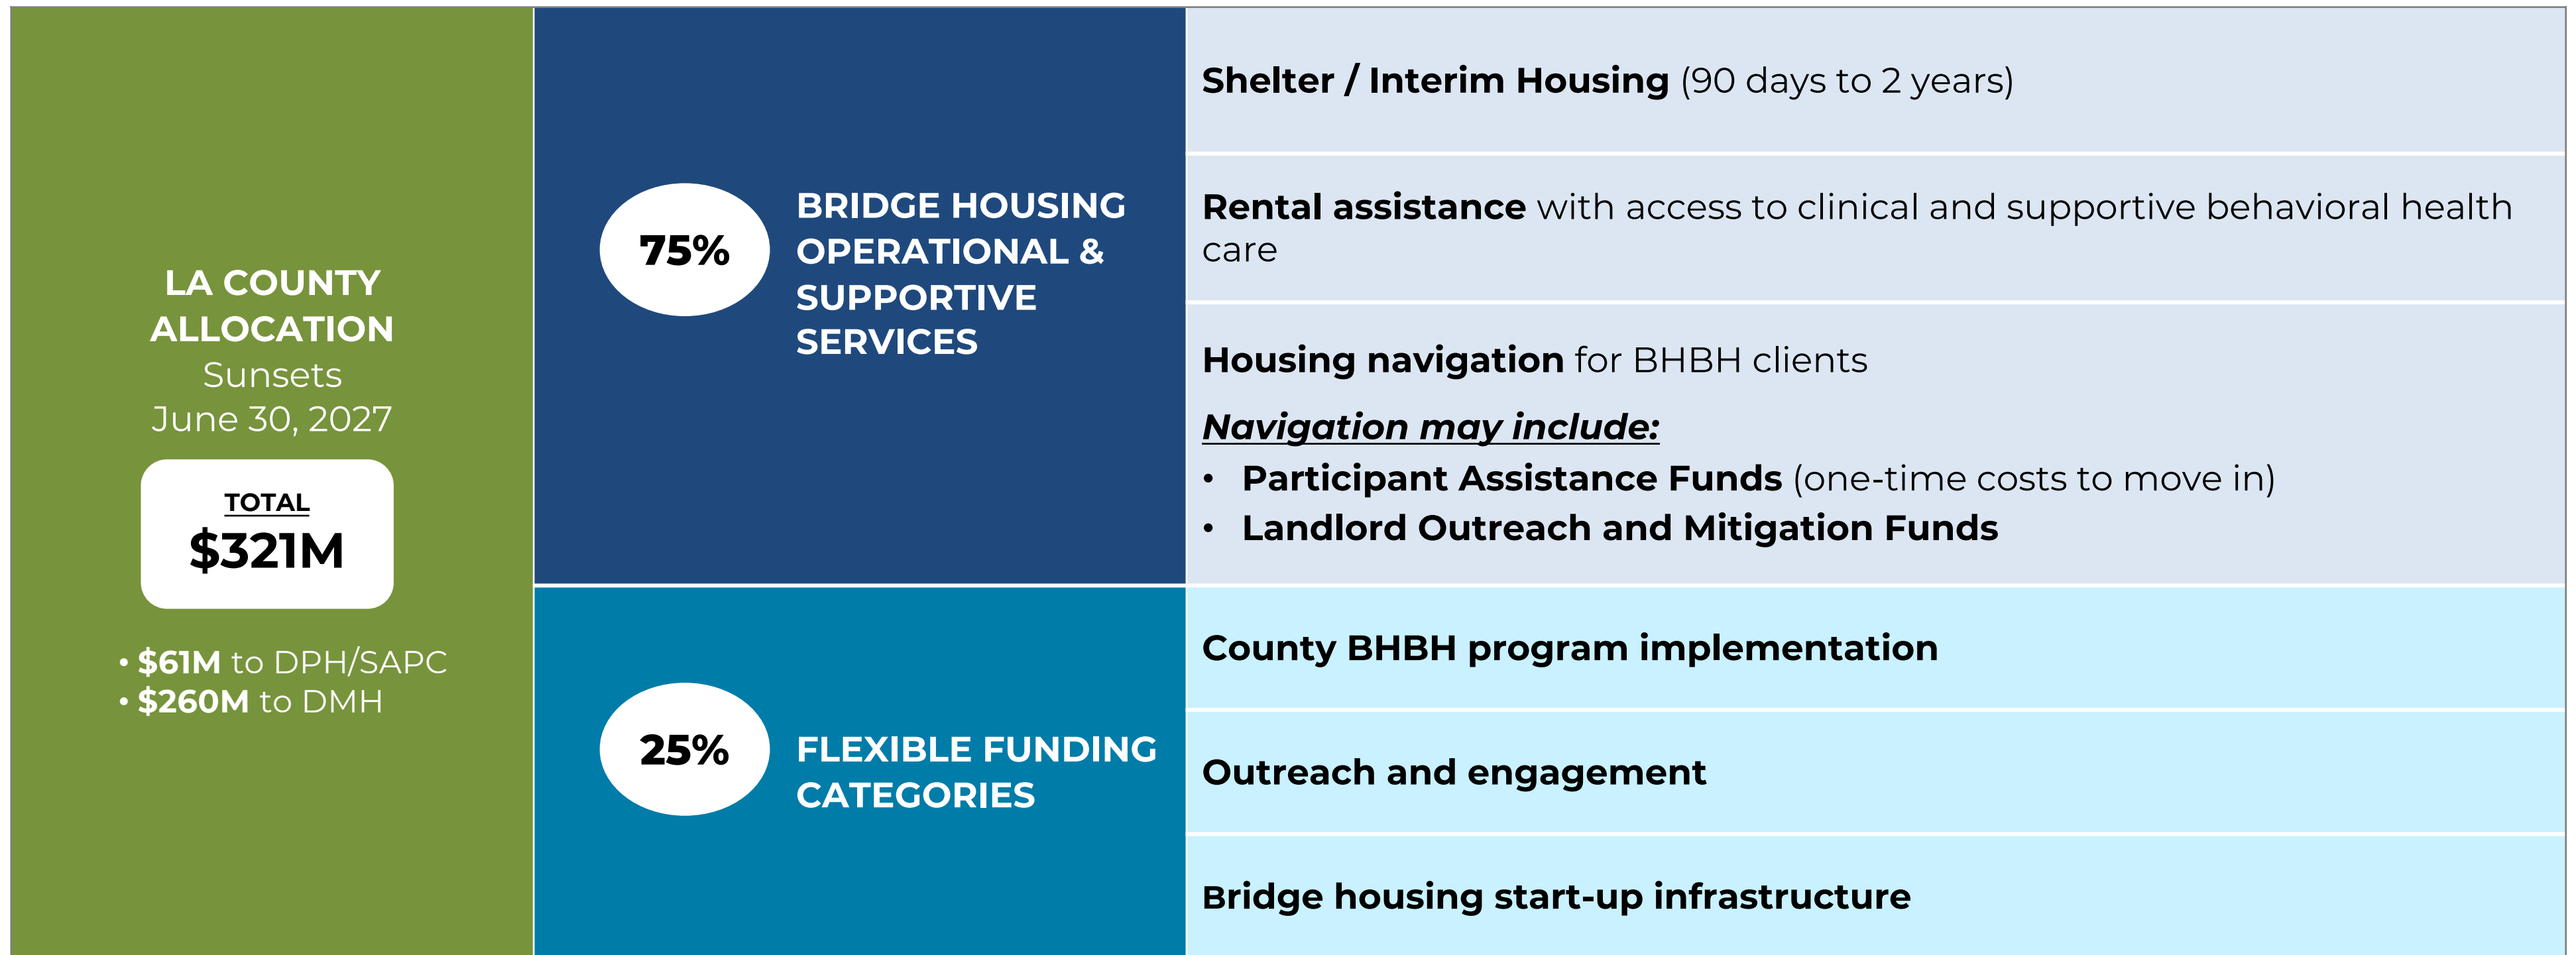 LA COUNTY
ALLOCATION
Sunsets
June 30, 2027
TOTAL
$321M
• $61M to DPH/SAPC
• $260M to DMH
75%
BRIDGE HOUSING
OPERATIONAL &
SUPPORTIVE
SERVICES
Shelter / Interim Housing (90 days to 2 years)
Rental assistance with access to clinical and supportive behavioral health
care
Housing navigation for BHBH clients
Navigation may include:
• Participant Assistance Funds (one-time costs to move in)
• Landlord Outreach and Mitigation Funds
25%
FLEXIBLE FUNDING
CATEGORIES
County BHBH program implementation
Outreach and engagement
Bridge housing start-up infrastructure